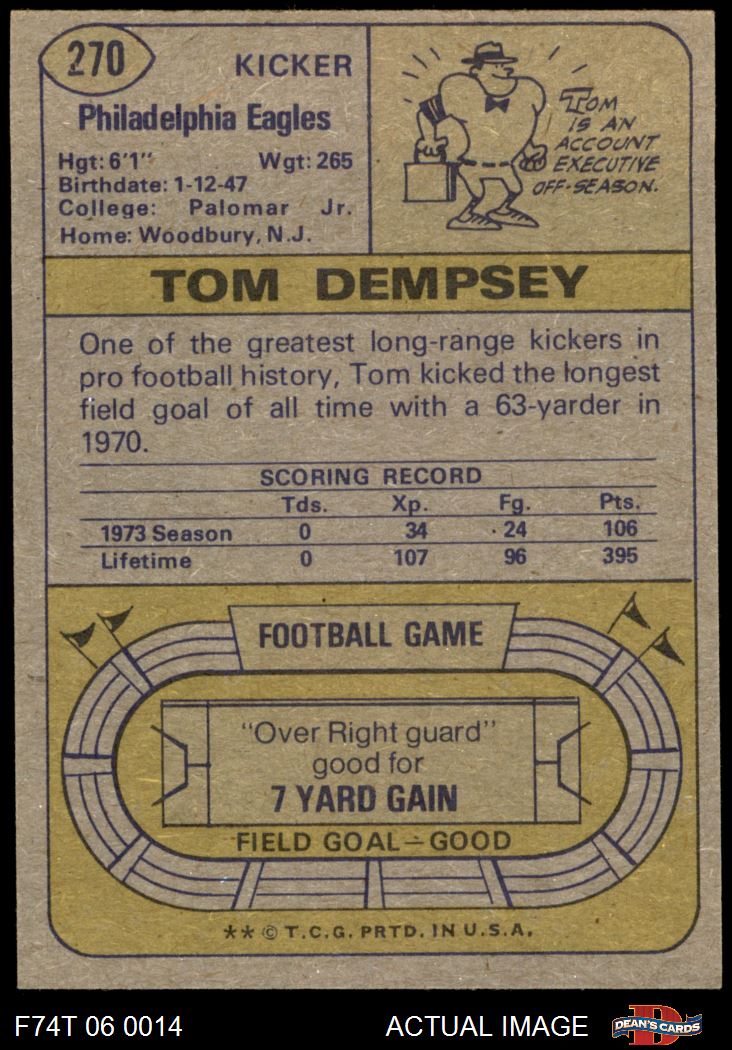 270
KICKER
Philadelphia Eagles
Hgt: 6'1" Wgt: 265
Birthdate: 1-12-47
College: Palomar Jr.
Home: Woodbury, N.J.
TOM
IS AN
ACCOUNT
EXECUTIVE
OFF-SEASON.
TOM DEMPSEY
One of the greatest long-range kickers in
pro football history, Tom kicked the longest
field goal of all time with a 63-yarder in
1970.
SCORING RECORD
Tds. Xp. Fg. Pts.
1973 Season 0 34 24 106
Lifetime 0 107 96 395
FOOTBALL GAME
"Over Right guard"
good for
7 YARD GAIN
FIELD GOAL—GOOD
** © T.C.G. PRTD. IN U.S.A.
F74T 06 0014 ACTUAL IMAGE
D
DEAN'S CARDS